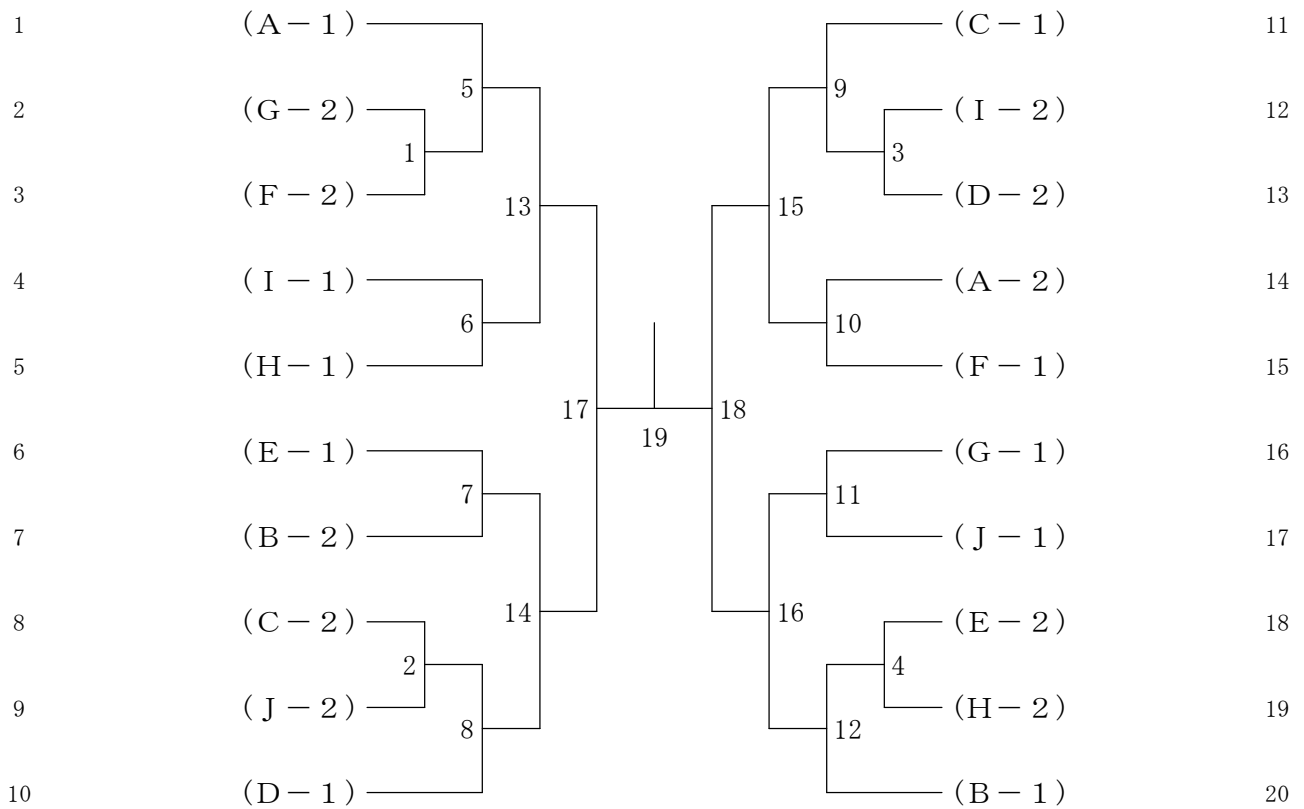 1 (A-1) (C-1) 11
5 9
2 (G-2) (I-2) 12
1 3
3 (F-2) (D-2) 13
13 15
4 (I-1) (A-2) 14
6 10
5 (H-1) (F-1) 15
17 18
19
6 (E-1) (G-1) 16
7 11
7 (B-2) (J-1) 17
14 16
8 (C-2) (E-2) 18
2 4
9 (J-2) (H-2) 19
8 12
10 (D-1) (B-1) 20